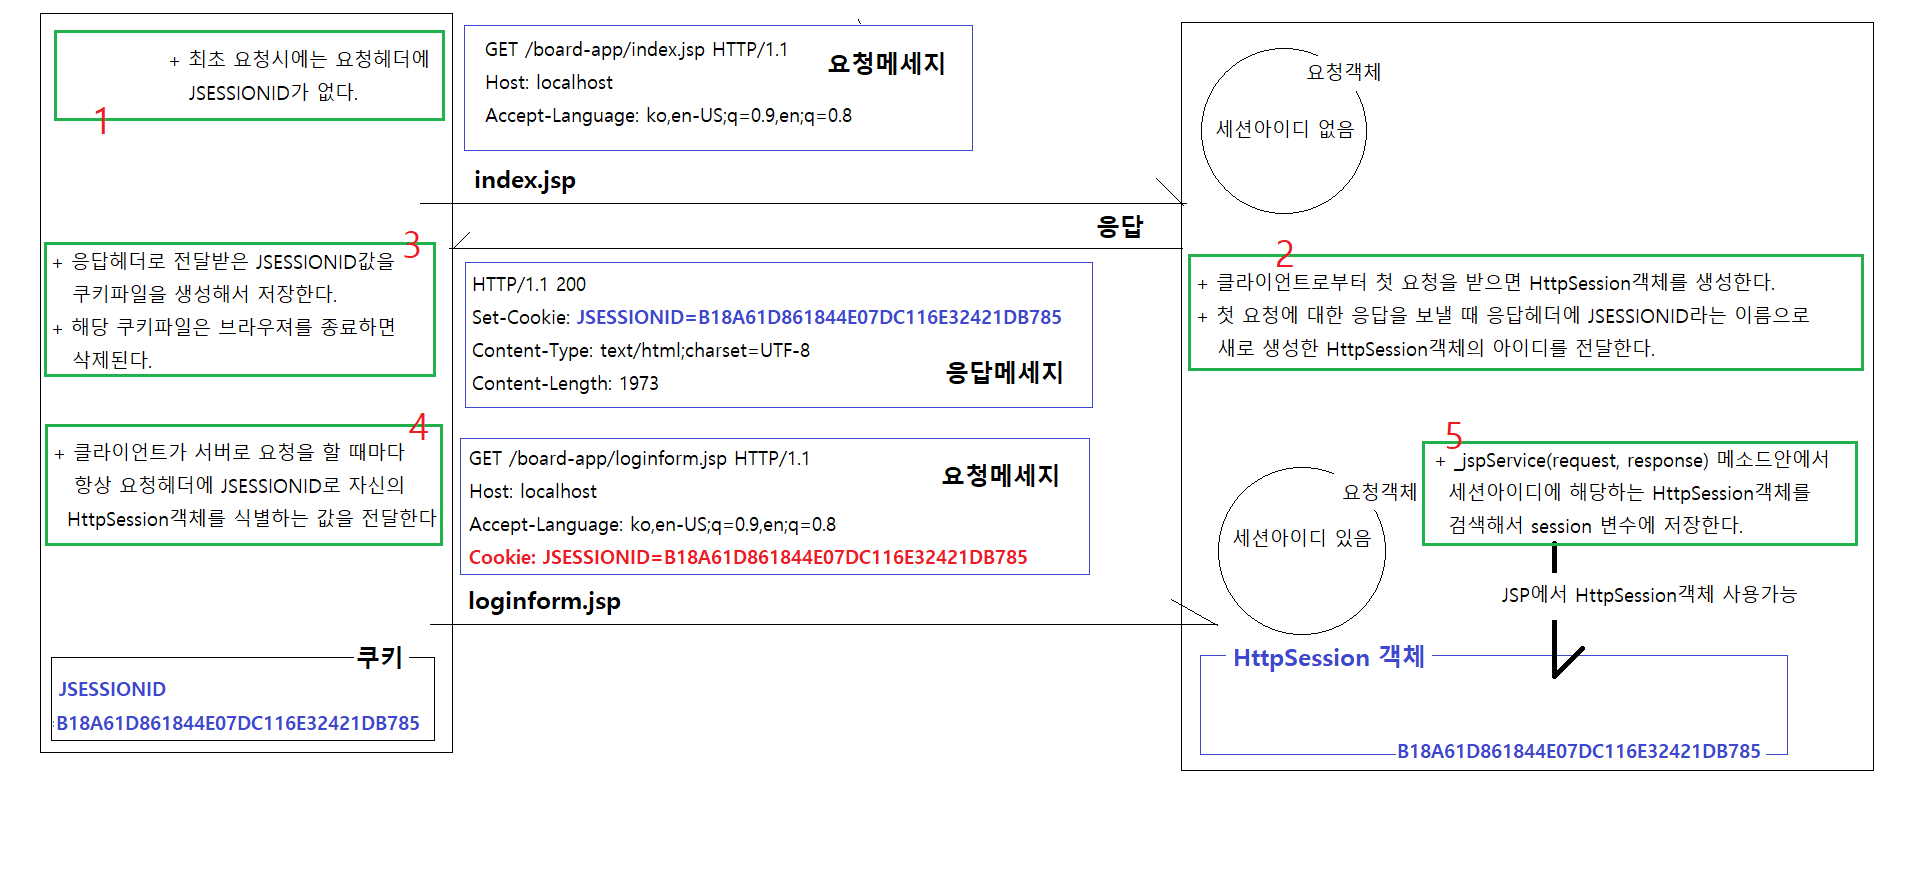 + 최초 요청시에는 요청헤더에
JSESSIONID가 없다.
1
GET /board-app/index.jsp HTTP/1.1
요청메세지
Host: localhost
Accept-Language: ko,en-US;q=0.9,en;q=0.8
index.jsp
요청객체
세션아이디 없음
응답
2
+ 클라이언트로부터 첫 요청을 받으면 HttpSession객체를 생성한다.
+ 첫 요청에 대한 응답을 보낼 때 응답헤더에 JSESSIONID라는 이름으로
새로 생성한 HttpSession객체의 아이디를 전달한다.
HTTP/1.1 200
Set-Cookie: JSESSIONID=B18A61D861844E07DC116E32421DB785
Content-Type: text/html;charset=UTF-8
Content-Length: 1973
응답메세지
3
+ 응답헤더로 전달받은 JSESSIONID값을
쿠키파일을 생성해서 저장한다.
+ 해당 쿠키파일은 브라우져를 종료하면
삭제된다.
4
+ 클라이언트가 서버로 요청을 할 때마다
항상 요청헤더에 JSESSIONID로 자신의
HttpSession객체를 식별하는 값을 전달한다
GET /board-app/loginform.jsp HTTP/1.1
요청메세지
Host: localhost
Accept-Language: ko,en-US;q=0.9,en;q=0.8
Cookie: JSESSIONID=B18A61D861844E07DC116E32421DB785
loginform.jsp
요청객체
세션아이디 있음
5
+ _jspService(request, response) 메소드안에서
세션아이디에 해당하는 HttpSession객체를
검색해서 session 변수에 저장한다.
JSP에서 HttpSession객체 사용가능
쿠키
JSESSIONID
B18A61D861844E07DC116E32421DB785
HttpSession 객체
B18A61D861844E07DC116E32421DB785